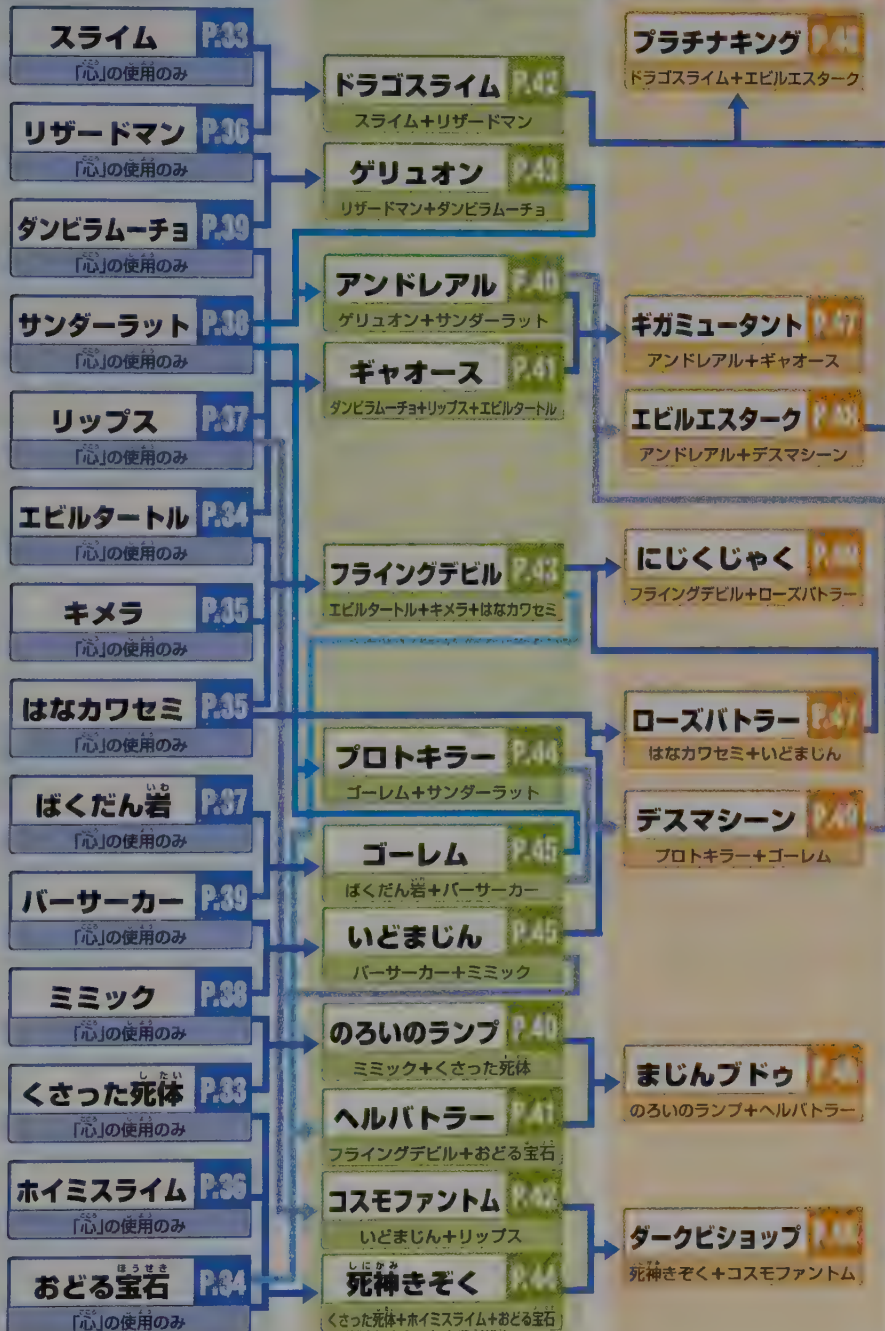 スライム P.33
「心」の使用のみ
リザードマン P.36
「心」の使用のみ
ダンビラムーチョ P.39
「心」の使用のみ
サンダーラット P.38
「心」の使用のみ
リップス P.37
「心」の使用のみ
エビルタートル P.34
「心」の使用のみ
キメラ P.35
「心」の使用のみ
はなカワセミ P.35
「心」の使用のみ
ばくだん岩 P.37
「心」の使用のみ
バーサーカー P.39
「心」の使用のみ
ミミック P.38
「心」の使用のみ
くさった死体 P.33
「心」の使用のみ
ホイミスライム P.36
「心」の使用のみ
おどる宝石 P.34
「心」の使用のみ
ドラゴスライム P.42
スライム+リザードマン
ゲリュオン P.43
リザードマン+ダンビラムーチョ
アンドレアル P.40
ゲリュオン+サンダーラット
ギャオース P.41
ダンビラムーチョ+リップス+エビルタートル
フライングデビル P.43
エビルタートル+キメラ+はなカワセミ
プロトキラー P.44
ゴーレム+サンダーラット
ゴーレム P.45
ばくだん岩+バーサーカー
いどまじん P.45
バーサーカー+ミミック
のろいのランプ P.40
ミミック+くさった死体
ヘルバトラー P.41
フライングデビル+おどる宝石
コスモファントム P.42
いどまじん+リップス
死神きぞく P.44
くさった死体+ホイミスライム+おどる宝石
プラチナキング
ドラゴスライム+エビルエスターク
ギガミュータント P.47
アンドレアル+ギャオース
エビルエスターク
アンドレアル+デスマシーン
にじくじゃく
フライングデビル+ローズバトラー
ローズバトラー P.47
はなカワセミ+いどまじん
デスマシーン
プロトキラー+ゴーレム
まじんブドゥ
のろいのランプ+ヘルバトラー
ダークビショップ
死神きぞく+コスモファントム